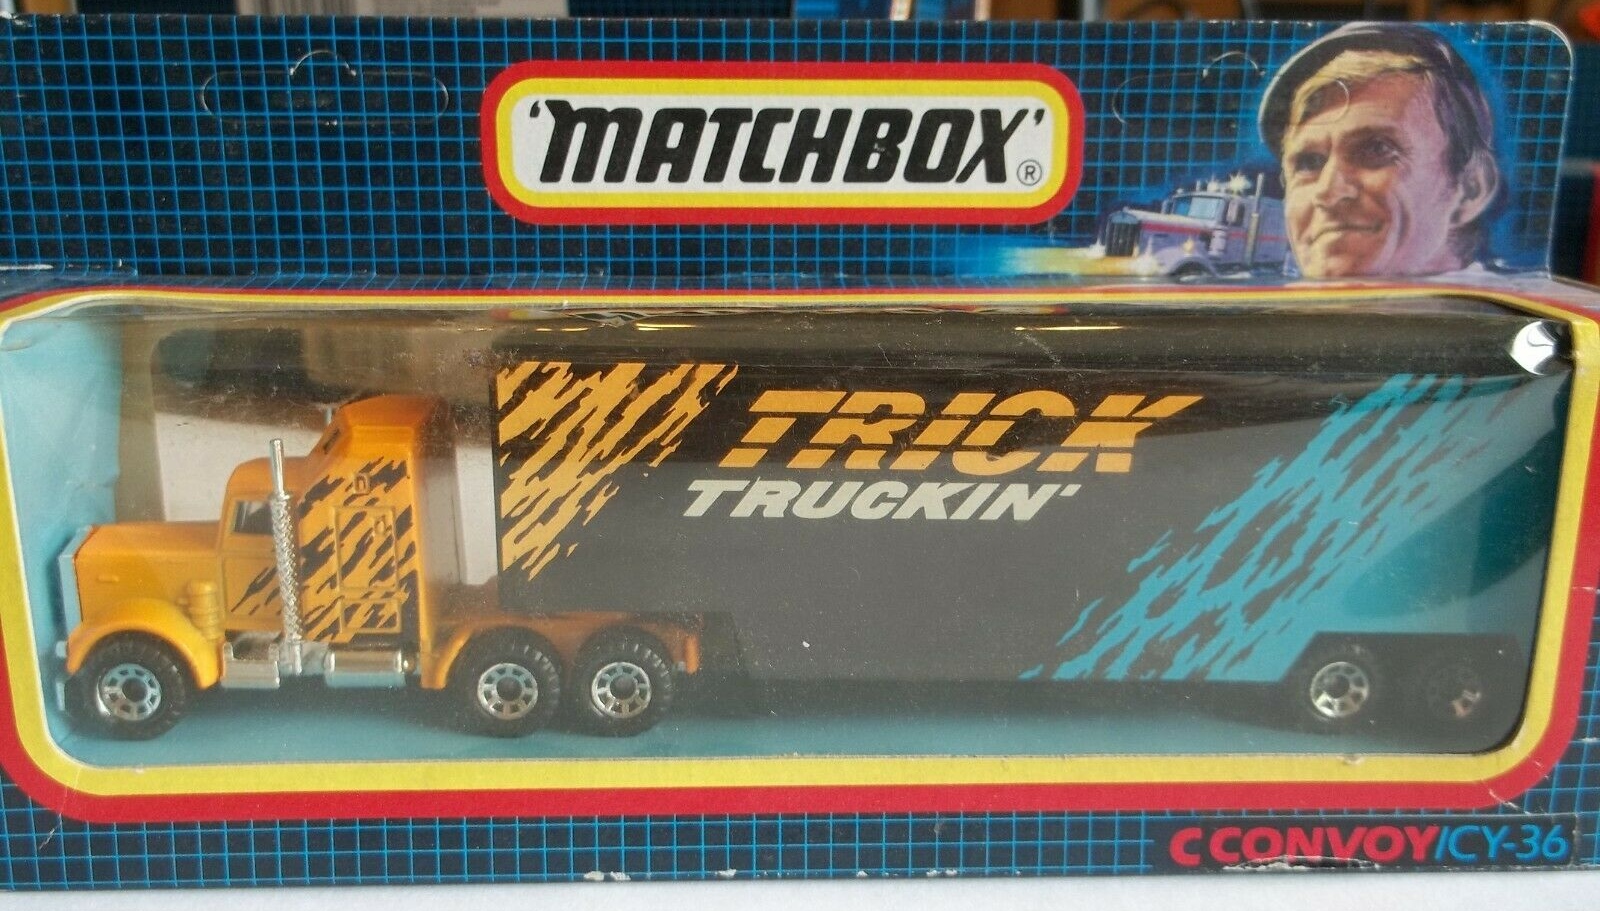 'MATCHBOX'®
TRICK
TRUCKIN'
CONVOY/CY-36